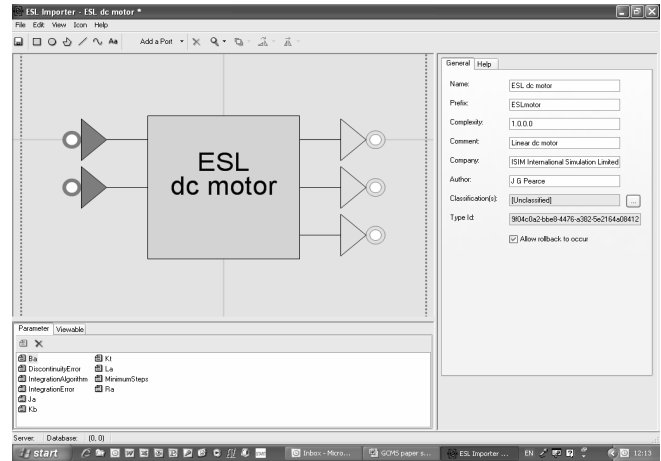 ESL Importer - ESL dc motor *
File Edit View Icon Help
Aa Add a Port
ESL
dc motor
General Help
Name: ESL dc motor
Prefix: ESLmotor
Complexity: 1.0.0.0
Comment: Linear dc motor
Company: ISIM International Simulation Limited
Author: J G Pearce
Classification(s): [Unclassified] ...
Type Id: 9f04c0a2-bbe8-4476-a382-5e2164a08412
Allow rollback to occur
Parameter Viewable
Ba Kt
DiscontinuityError La
IntegrationAlgorithm MinimumSteps
IntegrationError Ra
Ja
Kb
Server: Database: (0, 0)
start Inbox - Micro... GCMS paper s... ESL Importer ... EN 12:13